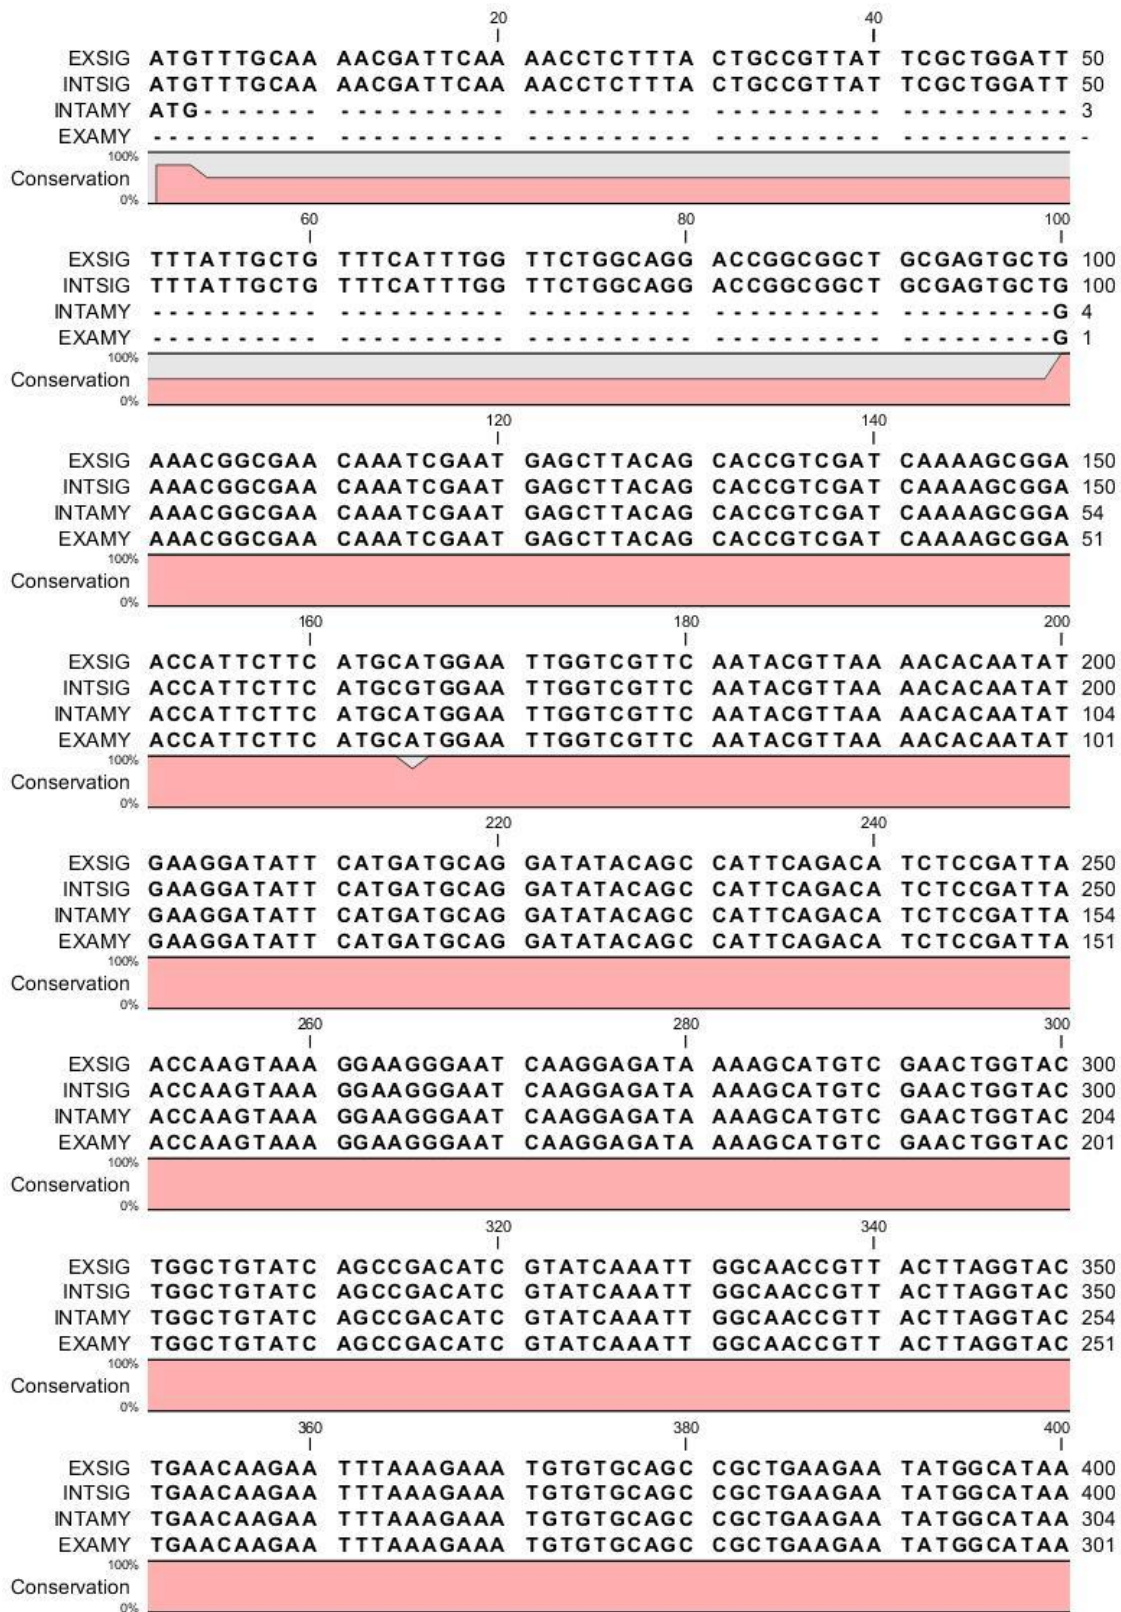 20 40
EXSIG ATGTTTGCAA AACGATTCAA AACCTCTTTA CTGCCGTTAT TCGCTGGATT 50
INTSIG ATGTTTGCAA AACGATTCAA AACCTCTTTA CTGCCGTTAT TCGCTGGATT 50
INTAMY ATG- - - - - - - - - - - - - - - - - - - - - - - - - - - - - - - - - - - - - - - - - - - - - - - 3
EXAMY - - - - - - - - - - - - - - - - - - - - - - - - - - - - - - - - - - - - - - - - - - - - - - - - - - -
100%
Conservation
0%
60 80 100
EXSIG TTTATTGCTG TTTCATTTGG TTCTGGCAGG ACCGGCGGCT GCGAGTGCTG 100
INTSIG TTTATTGCTG TTTCATTTGG TTCTGGCAGG ACCGGCGGCT GCGAGTGCTG 100
INTAMY - - - - - - - - - - - - - - - - - - - - - - - - - - - - - - - - - - - - - - - - - - - - - - - - -G 4
EXAMY - - - - - - - - - - - - - - - - - - - - - - - - - - - - - - - - - - - - - - - - - - - - - - - - -G 1
100%
Conservation
0%
120 140
EXSIG AAACGGCGAA CAAATCGAAT GAGCTTACAG CACCGTCGAT CAAAAGCGGA 150
INTSIG AAACGGCGAA CAAATCGAAT GAGCTTACAG CACCGTCGAT CAAAAGCGGA 150
INTAMY AAACGGCGAA CAAATCGAAT GAGCTTACAG CACCGTCGAT CAAAAGCGGA 54
EXAMY AAACGGCGAA CAAATCGAAT GAGCTTACAG CACCGTCGAT CAAAAGCGGA 51
100%
Conservation
0%
160 180 200
EXSIG ACCATTCTTC ATGCATGGAA TTGGTCGTTC AATACGTTAA AACACAATAT 200
INTSIG ACCATTCTTC ATGCGTGGAA TTGGTCGTTC AATACGTTAA AACACAATAT 200
INTAMY ACCATTCTTC ATGCATGGAA TTGGTCGTTC AATACGTTAA AACACAATAT 104
EXAMY ACCATTCTTC ATGCATGGAA TTGGTCGTTC AATACGTTAA AACACAATAT 101
100%
Conservation
0%
220 240
EXSIG GAAGGATATT CATGATGCAG GATATACAGC CATTCAGACA TCTCCGATTA 250
INTSIG GAAGGATATT CATGATGCAG GATATACAGC CATTCAGACA TCTCCGATTA 250
INTAMY GAAGGATATT CATGATGCAG GATATACAGC CATTCAGACA TCTCCGATTA 154
EXAMY GAAGGATATT CATGATGCAG GATATACAGC CATTCAGACA TCTCCGATTA 151
100%
Conservation
0%
260 280 300
EXSIG ACCAAGTAAA GGAAGGGAAT CAAGGAGATA AAAGCATGTC GAACTGGTAC 300
INTSIG ACCAAGTAAA GGAAGGGAAT CAAGGAGATA AAAGCATGTC GAACTGGTAC 300
INTAMY ACCAAGTAAA GGAAGGGAAT CAAGGAGATA AAAGCATGTC GAACTGGTAC 204
EXAMY ACCAAGTAAA GGAAGGGAAT CAAGGAGATA AAAGCATGTC GAACTGGTAC 201
100%
Conservation
0%
320 340
EXSIG TGGCTGTATC AGCCGACATC GTATCAAATT GGCAACCGTT ACTTAGGTAC 350
INTSIG TGGCTGTATC AGCCGACATC GTATCAAATT GGCAACCGTT ACTTAGGTAC 350
INTAMY TGGCTGTATC AGCCGACATC GTATCAAATT GGCAACCGTT ACTTAGGTAC 254
EXAMY TGGCTGTATC AGCCGACATC GTATCAAATT GGCAACCGTT ACTTAGGTAC 251
100%
Conservation
0%
360 380 400
EXSIG TGAACAAGAA TTTAAAGAAA TGTGTGCAGC CGCTGAAGAA TATGGCATAA 400
INTSIG TGAACAAGAA TTTAAAGAAA TGTGTGCAGC CGCTGAAGAA TATGGCATAA 400
INTAMY TGAACAAGAA TTTAAAGAAA TGTGTGCAGC CGCTGAAGAA TATGGCATAA 304
EXAMY TGAACAAGAA TTTAAAGAAA TGTGTGCAGC CGCTGAAGAA TATGGCATAA 301
100%
Conservation
0%